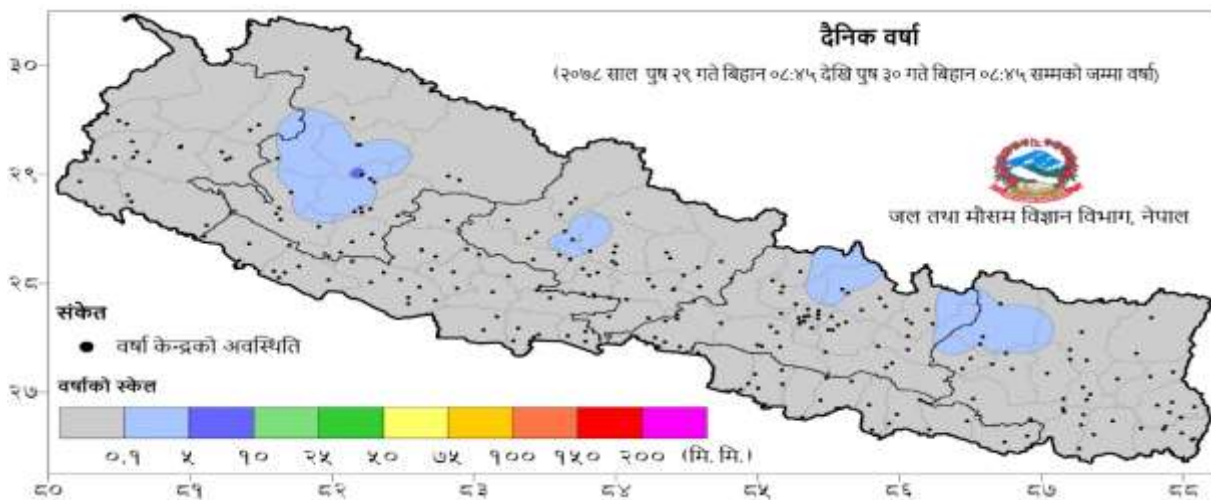 दैनिक वर्षा
(२०७८ साल पुष २९ गते बिहान ०८:४५ देखि पुष ३० गते बिहान ०८:४५ सम्मको जम्मा वर्षा)
जल तथा मौसम विज्ञान विभाग, नेपाल
संकेत
वर्षा केन्द्रको अवस्थिति
वर्षाको स्केल
०.१ ५ १० २५ ५० ७५ १०० १५० २०० (मि. मि.)
३०
२९
२८
२७
८० ८१ ८२ ८३ ८४ ८५ ८६ ८७ ८८